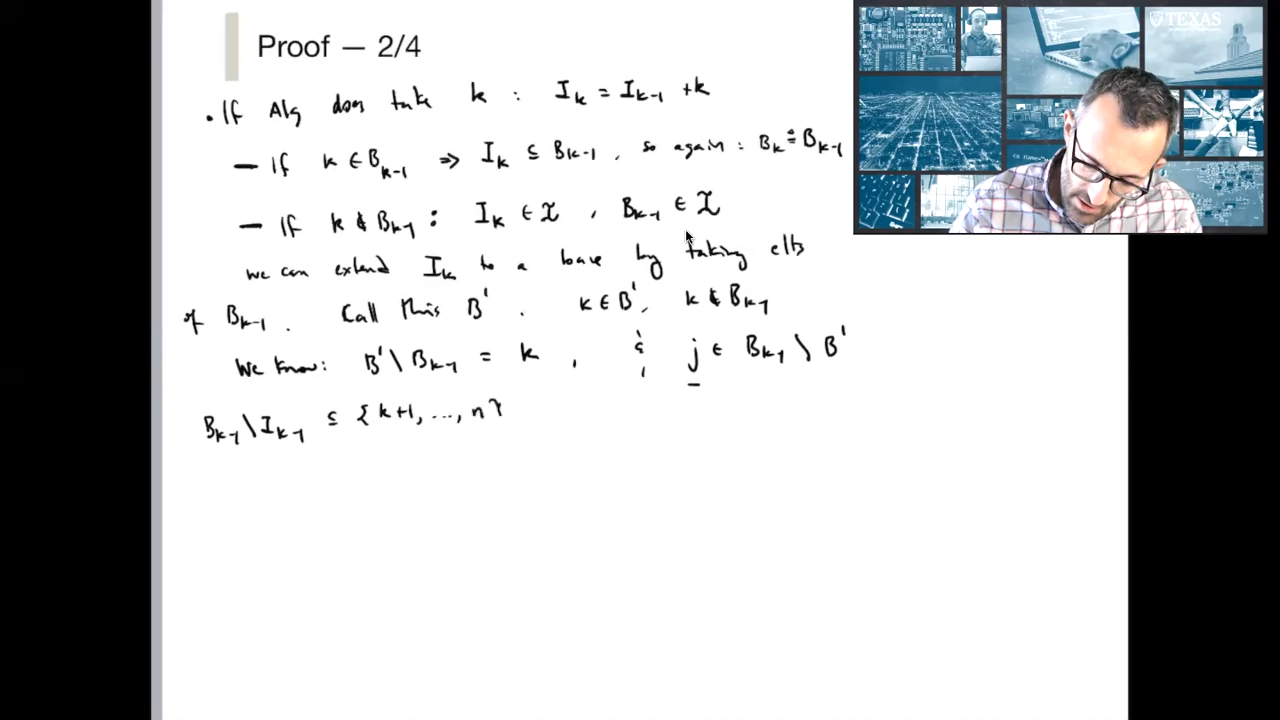 Proof — 2/4
TEXAS
• If Alg does take k : I_k = I_{k-1} + k
— If k ∈ B_{k-1} ⇒ I_k ⊆ B_{k-1}, so again : B_k ≜ B_{k-1}
— If k ∉ B_{k-1} : I_k ∈ I , B_{k-1} ∈ I
we can extend I_k to a base by taking elts
of B_{k-1} . Call this B' . k ∈ B', k ∉ B_{k-1}
We know: B' \ B_{k-1} = k , & j ∈ B_{k-1} \ B'
B_{k-1} \ I_{k-1} ⊆ {k+1, ..., n}